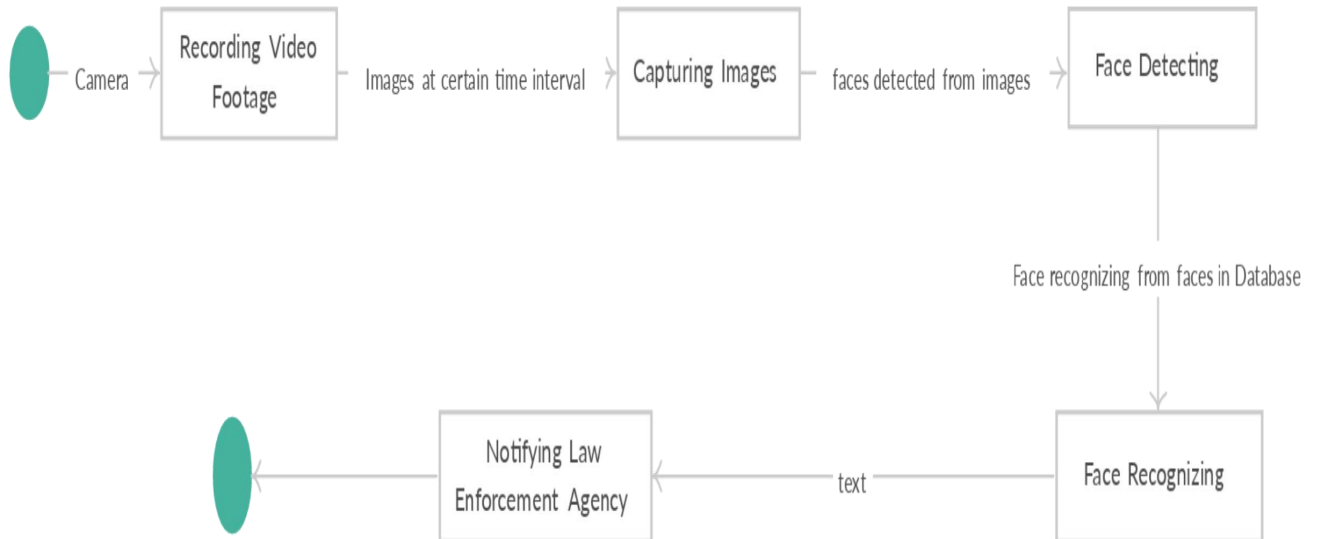 Camera
Recording Video
Footage
Images at certain time interval
Capturing Images
faces detected from images
Face Detecting
Face recognizing from faces in Database
Face Recognizing
text
Notifying Law
Enforcement Agency